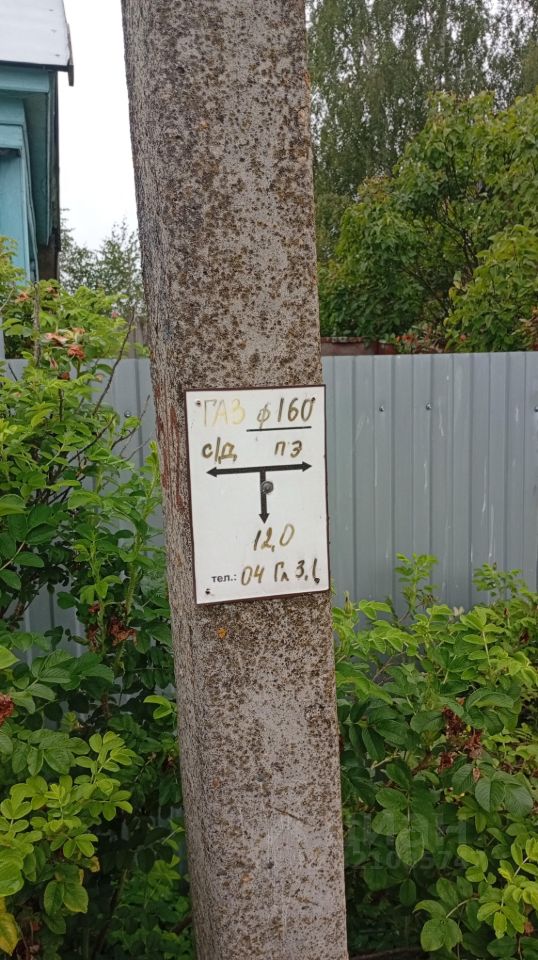 ГАЗ ф160
с/д пэ
12,0
тел.: 04 Гл 3,1